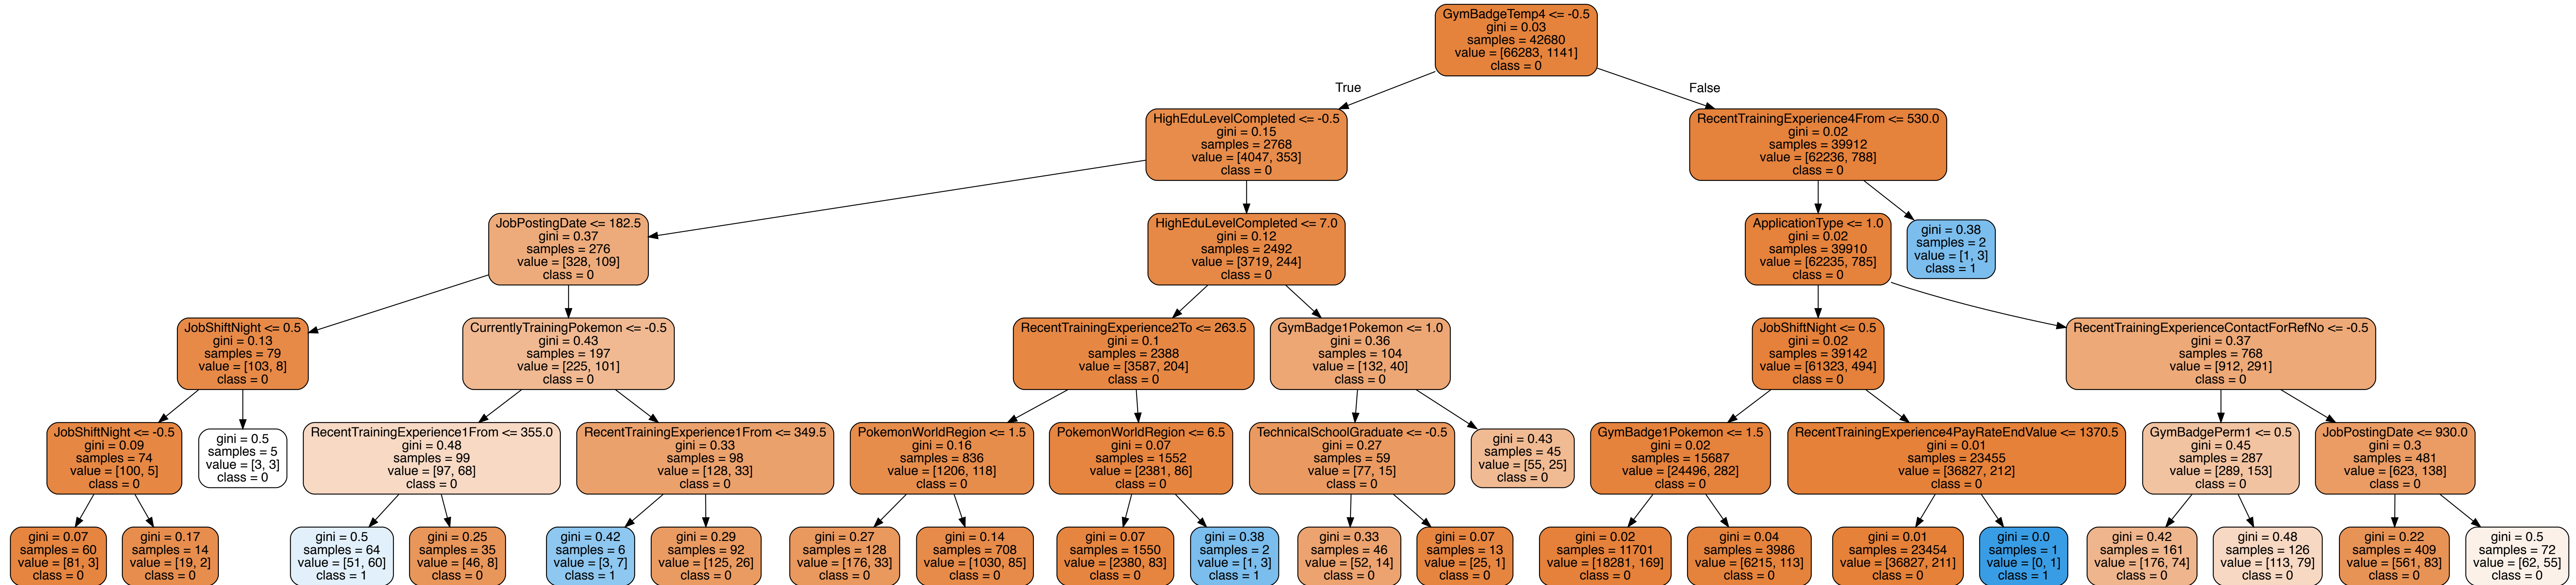 GymBadgeTemp4 <= -0.5
gini = 0.03
samples = 42680
value = [66283, 1141]
class = 0
True
False
HighEduLevelCompleted <= -0.5
gini = 0.15
samples = 2768
value = [4047, 353]
class = 0
RecentTrainingExperience4From <= 530.0
gini = 0.02
samples = 39912
value = [62236, 788]
class = 0
JobPostingDate <= 182.5
gini = 0.37
samples = 276
value = [328, 109]
class = 0
HighEduLevelCompleted <= 7.0
gini = 0.12
samples = 2492
value = [3719, 244]
class = 0
ApplicationType <= 1.0
gini = 0.02
samples = 39910
value = [62235, 785]
class = 0
gini = 0.38
samples = 2
value = [1, 3]
class = 1
JobShiftNight <= 0.5
gini = 0.13
samples = 79
value = [103, 8]
class = 0
CurrentlyTrainingPokemon <= -0.5
gini = 0.43
samples = 197
value = [225, 101]
class = 0
RecentTrainingExperience2To <= 263.5
gini = 0.1
samples = 2388
value = [3587, 204]
class = 0
GymBadge1Pokemon <= 1.0
gini = 0.36
samples = 104
value = [132, 40]
class = 0
JobShiftNight <= 0.5
gini = 0.02
samples = 39142
value = [61323, 494]
class = 0
RecentTrainingExperienceContactForRefNo <= -0.5
gini = 0.37
samples = 768
value = [912, 291]
class = 0
JobShiftNight <= -0.5
gini = 0.09
samples = 74
value = [100, 5]
class = 0
gini = 0.5
samples = 5
value = [3, 3]
class = 0
RecentTrainingExperience1From <= 355.0
gini = 0.48
samples = 99
value = [97, 68]
class = 0
RecentTrainingExperience1From <= 349.5
gini = 0.33
samples = 98
value = [128, 33]
class = 0
PokemonWorldRegion <= 1.5
gini = 0.16
samples = 836
value = [1206, 118]
class = 0
PokemonWorldRegion <= 6.5
gini = 0.07
samples = 1552
value = [2381, 86]
class = 0
TechnicalSchoolGraduate <= -0.5
gini = 0.27
samples = 59
value = [77, 15]
class = 0
gini = 0.43
samples = 45
value = [55, 25]
class = 0
GymBadge1Pokemon <= 1.5
gini = 0.02
samples = 15687
value = [24496, 282]
class = 0
RecentTrainingExperience4PayRateEndValue <= 1370.5
gini = 0.01
samples = 23455
value = [36827, 212]
class = 0
GymBadgePerm1 <= 0.5
gini = 0.45
samples = 287
value = [289, 153]
class = 0
JobPostingDate <= 930.0
gini = 0.3
samples = 481
value = [623, 138]
class = 0
gini = 0.07
samples = 60
value = [81, 3]
class = 0
gini = 0.17
samples = 14
value = [19, 2]
class = 0
gini = 0.5
samples = 64
value = [51, 60]
class = 1
gini = 0.25
samples = 35
value = [46, 8]
class = 0
gini = 0.42
samples = 6
value = [3, 7]
class = 1
gini = 0.29
samples = 92
value = [125, 26]
class = 0
gini = 0.27
samples = 128
value = [176, 33]
class = 0
gini = 0.14
samples = 708
value = [1030, 85]
class = 0
gini = 0.07
samples = 1550
value = [2380, 83]
class = 0
gini = 0.38
samples = 2
value = [1, 3]
class = 1
gini = 0.33
samples = 46
value = [52, 14]
class = 0
gini = 0.07
samples = 13
value = [25, 1]
class = 0
gini = 0.02
samples = 11701
value = [18281, 169]
class = 0
gini = 0.04
samples = 3986
value = [6215, 113]
class = 0
gini = 0.01
samples = 23454
value = [36827, 211]
class = 0
gini = 0.0
samples = 1
value = [0, 1]
class = 1
gini = 0.42
samples = 161
value = [176, 74]
class = 0
gini = 0.48
samples = 126
value = [113, 79]
class = 0
gini = 0.22
samples = 409
value = [561, 83]
class = 0
gini = 0.5
samples = 72
value = [62, 55]
class = 0